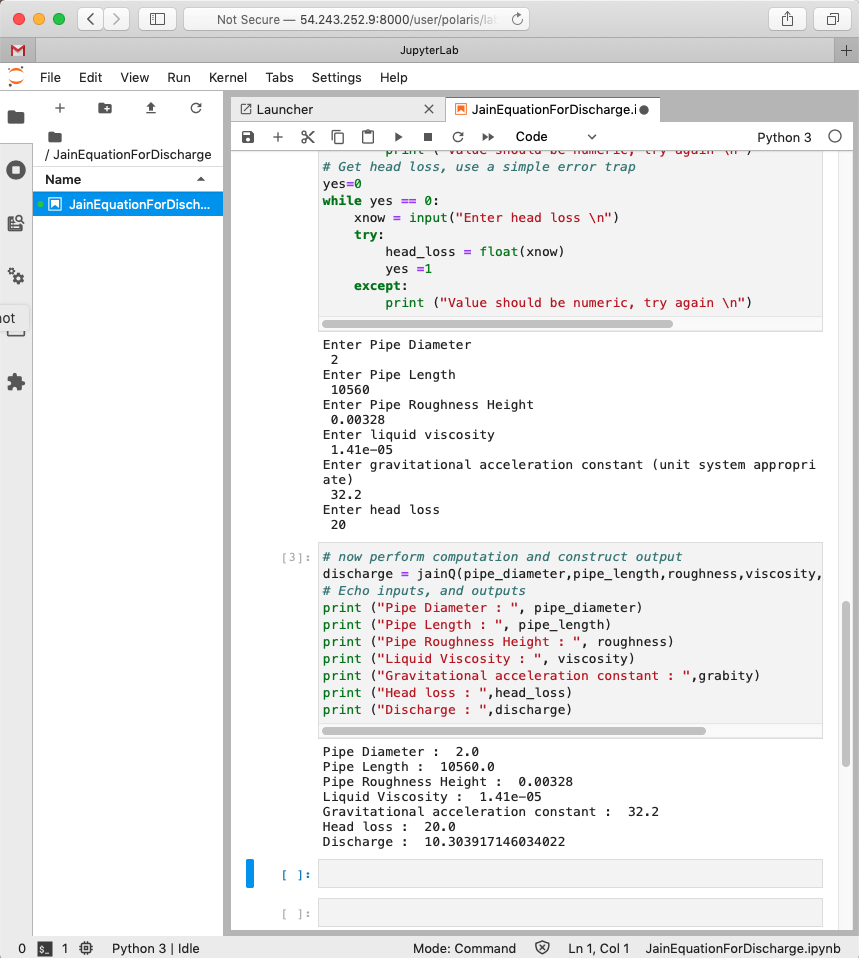 Not Secure — 54.243.252.9:8000/user/polaris/la
JupyterLab
File Edit View Run Kernel Tabs Settings Help
Launcher
JainEquationForDischarge.i
Code
Python 3
/ JainEquationForDischarge
Name
JainEquationForDisch...
not
print ("Value should be numeric, try again \n")
# Get head loss, use a simple error trap
yes=0
while yes == 0:
xnow = input("Enter head loss \n")
try:
head_loss = float(xnow)
yes =1
except:
print ("Value should be numeric, try again \n")
Enter Pipe Diameter
2
Enter Pipe Length
10560
Enter Pipe Roughness Height
0.00328
Enter liquid viscosity
1.41e-05
Enter gravitational acceleration constant (unit system appropri
ate)
32.2
Enter head loss
20
[3]:
# now perform computation and construct output
discharge = jainQ(pipe_diameter,pipe_length,roughness,viscosity,
# Echo inputs, and outputs
print ("Pipe Diameter : ", pipe_diameter)
print ("Pipe Length : ", pipe_length)
print ("Pipe Roughness Height : ", roughness)
print ("Liquid Viscosity : ", viscosity)
print ("Gravitational acceleration constant : ",grabity)
print ("Head loss : ",head_loss)
print ("Discharge : ",discharge)
Pipe Diameter :  2.0
Pipe Length :  10560.0
Pipe Roughness Height :  0.00328
Liquid Viscosity :  1.41e-05
Gravitational acceleration constant :  32.2
Head loss :  20.0
Discharge :  10.303917146034022
[ ]:
[ ]:
0 $_ 1 Python 3 | Idle
Mode: Command
Ln 1, Col 1
JainEquationForDischarge.ipynb